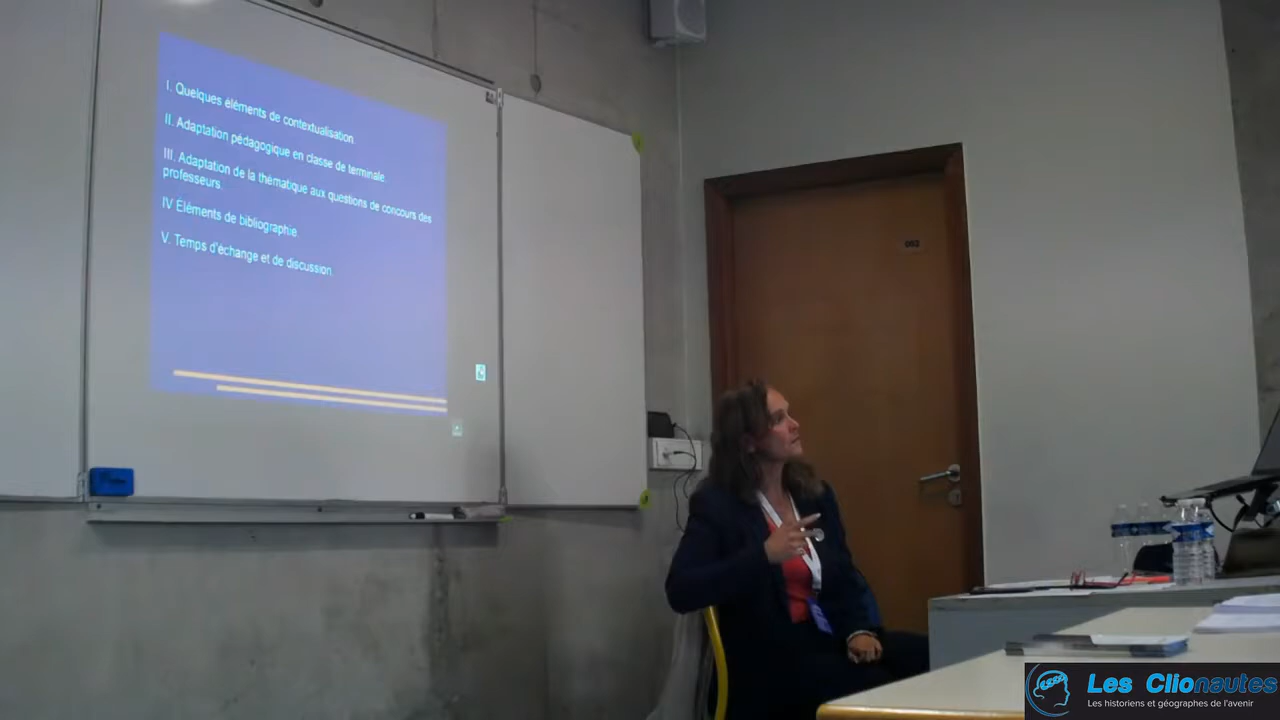 I. Quelques éléments de contextualisation.
II. Adaptation pédagogique en classe de terminale.
III. Adaptation de la thématique aux questions de concours des
professeurs.
IV Éléments de bibliographie.
V. Temps d'échange et de discussion.
Les Clionautes
Les historiens et géographes de l'avenir